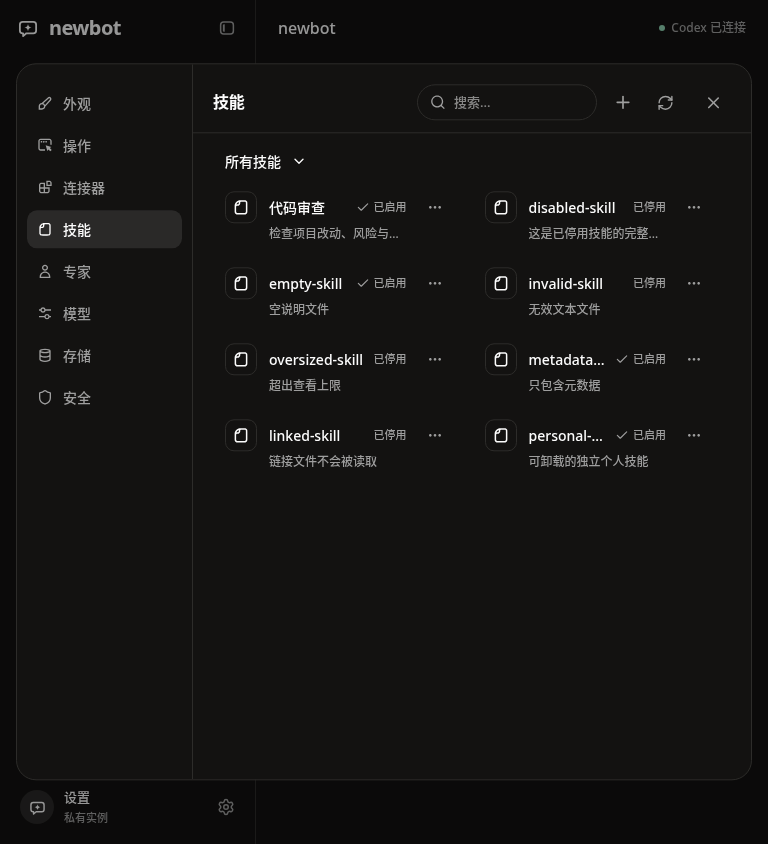 newbot
newbot
Codex 已连接
外观
操作
连接器
技能
专家
模型
存储
安全
技能
搜索...
所有技能
代码审查 已启用
检查项目改动、风险与...
disabled-skill 已停用
这是已停用技能的完整...
empty-skill 已启用
空说明文件
invalid-skill 已停用
无效文本文件
oversized-skill 已停用
超出查看上限
metadata... 已启用
只包含元数据
linked-skill 已停用
链接文件不会被读取
personal-... 已启用
可卸载的独立个人技能
设置
私有实例